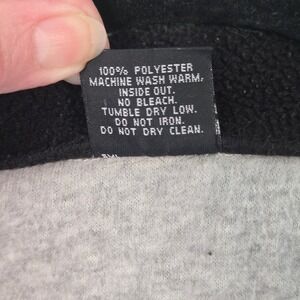 100% POLYESTER
MACHINE WASH WARM,
INSIDE OUT.
NO BLEACH.
TUMBLE DRY LOW.
DO NOT IRON.
DO NOT DRY CLEAN.